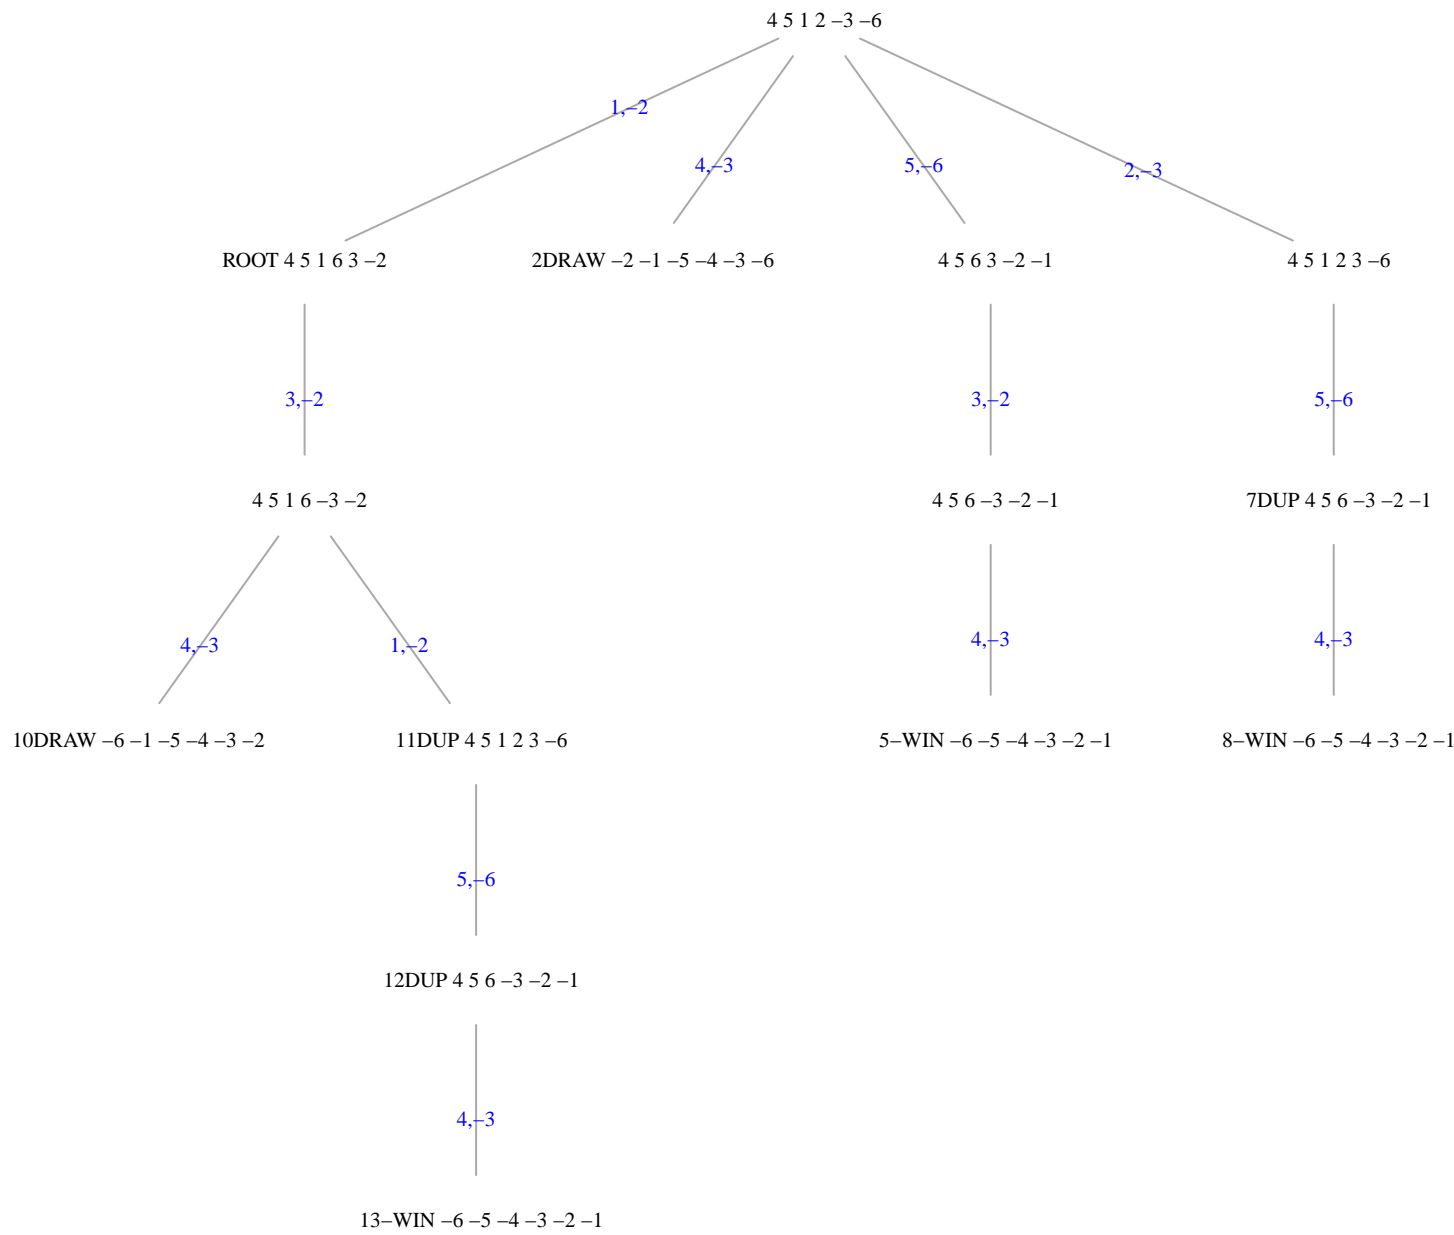 4 5 1 2 –3 –6
1,–2
4,–3
5,–6
2,–3
ROOT 4 5 1 6 3 –2
2DRAW –2 –1 –5 –4 –3 –6
4 5 6 3 –2 –1
4 5 1 2 3 –6
3,–2
3,–2
5,–6
4 5 1 6 –3 –2
4 5 6 –3 –2 –1
7DUP 4 5 6 –3 –2 –1
4,–3
1,–2
4,–3
4,–3
10DRAW –6 –1 –5 –4 –3 –2
11DUP 4 5 1 2 3 –6
5–WIN –6 –5 –4 –3 –2 –1
8–WIN –6 –5 –4 –3 –2 –1
5,–6
12DUP 4 5 6 –3 –2 –1
4,–3
13–WIN –6 –5 –4 –3 –2 –1